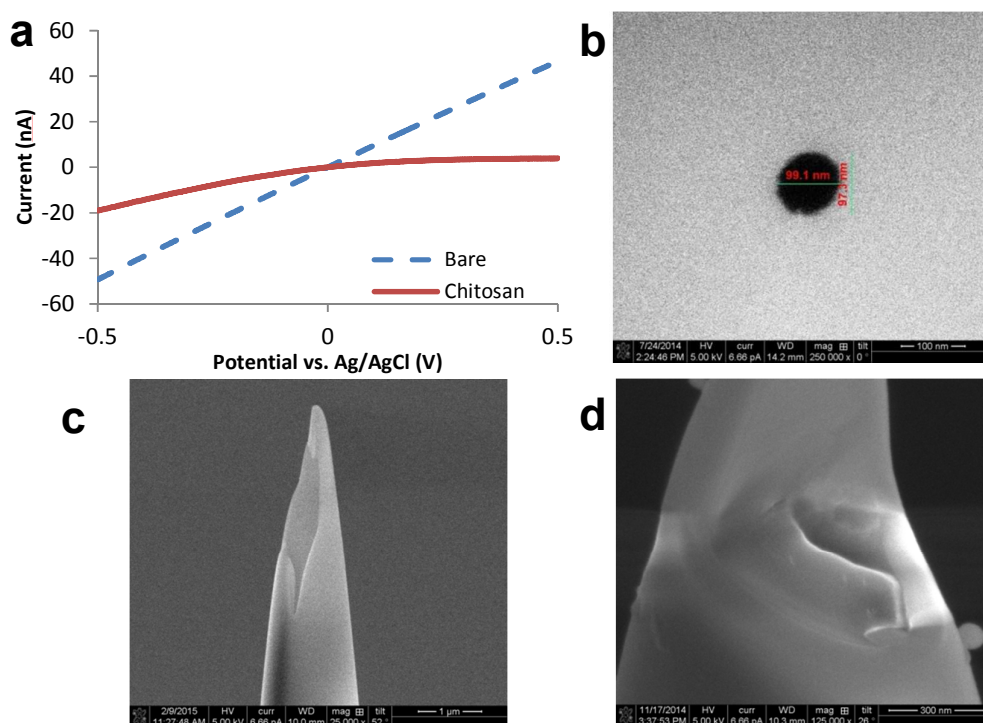 a
60
40
20
0
-20
-40
-60
Current (nA)
Bare
Chitosan
-0.5
0
0.5
Potential vs. Ag/AgCl (V)
b
99.1 nm
97.3 nm
7/24/2014 HV curr WD mag ⊞ tilt
2:24:46 PM 5.00 kV 6.66 pA 14.2 mm 250 000 x 0 ° 100 nm
c
2/9/2015 HV curr WD mag ⊞ tilt
11:27:48 AM 5.00 kV 6.66 pA 10.0 mm 25 000 x 52 ° 1 µm
d
11/17/2014 HV curr WD mag ⊞ tilt
3:37:53 PM 5.00 kV 6.66 pA 10.3 mm 125 000 x 26 ° 300 nm